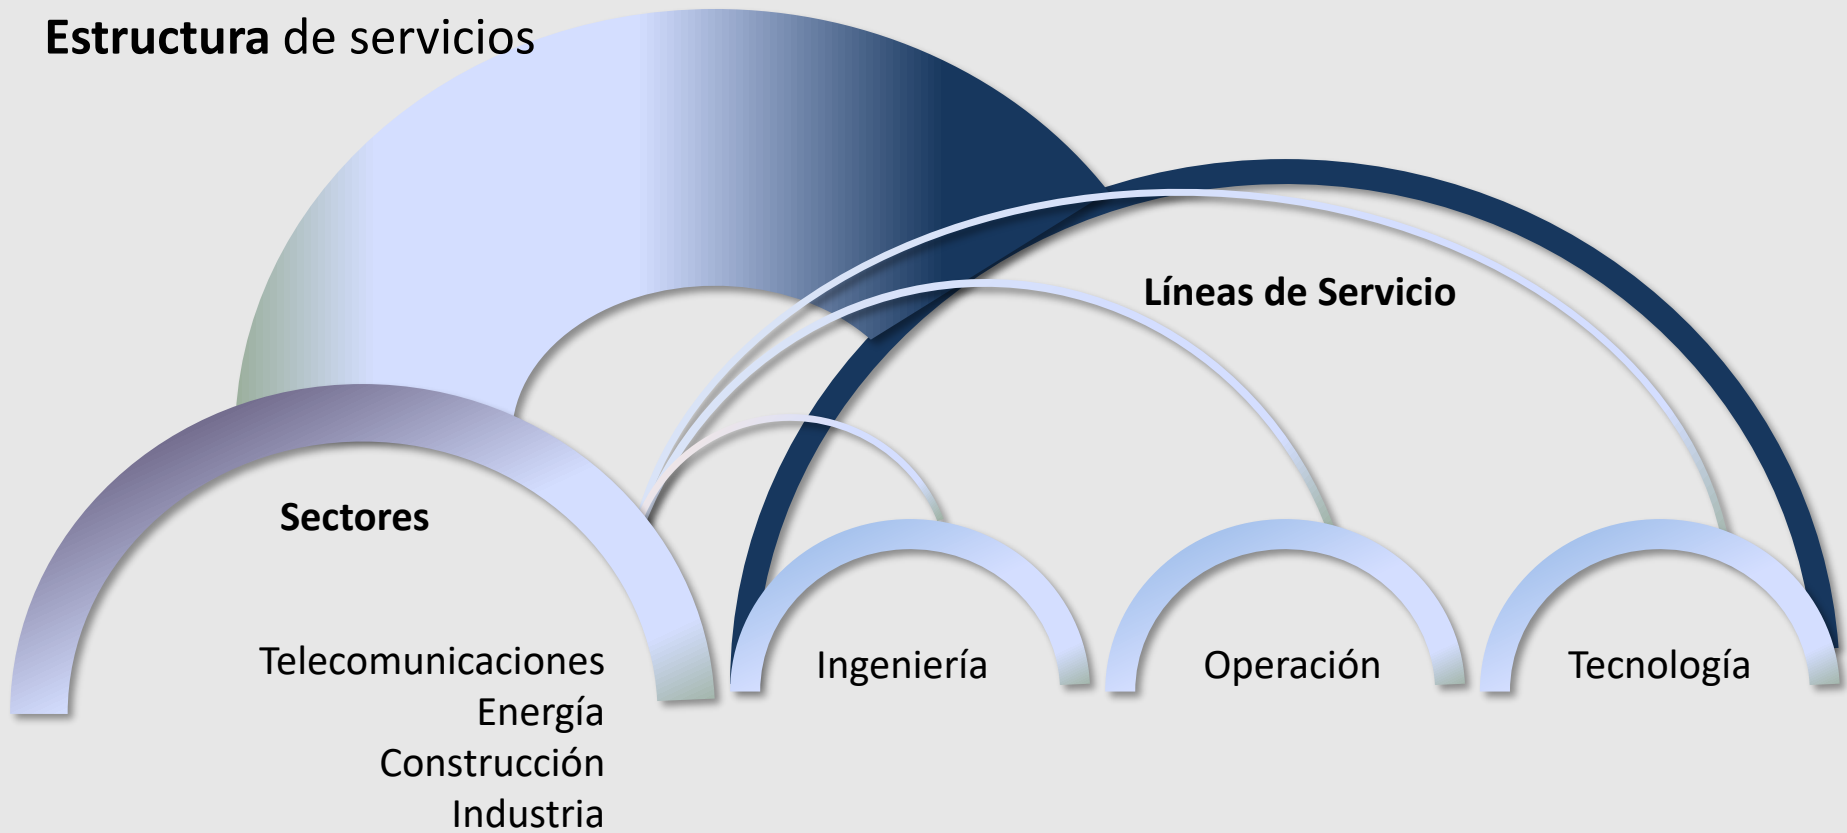 Estructura de servicios
Líneas de Servicio
Sectores
Telecomunicaciones
Energía
Construcción
Industria
Ingeniería
Operación
Tecnología